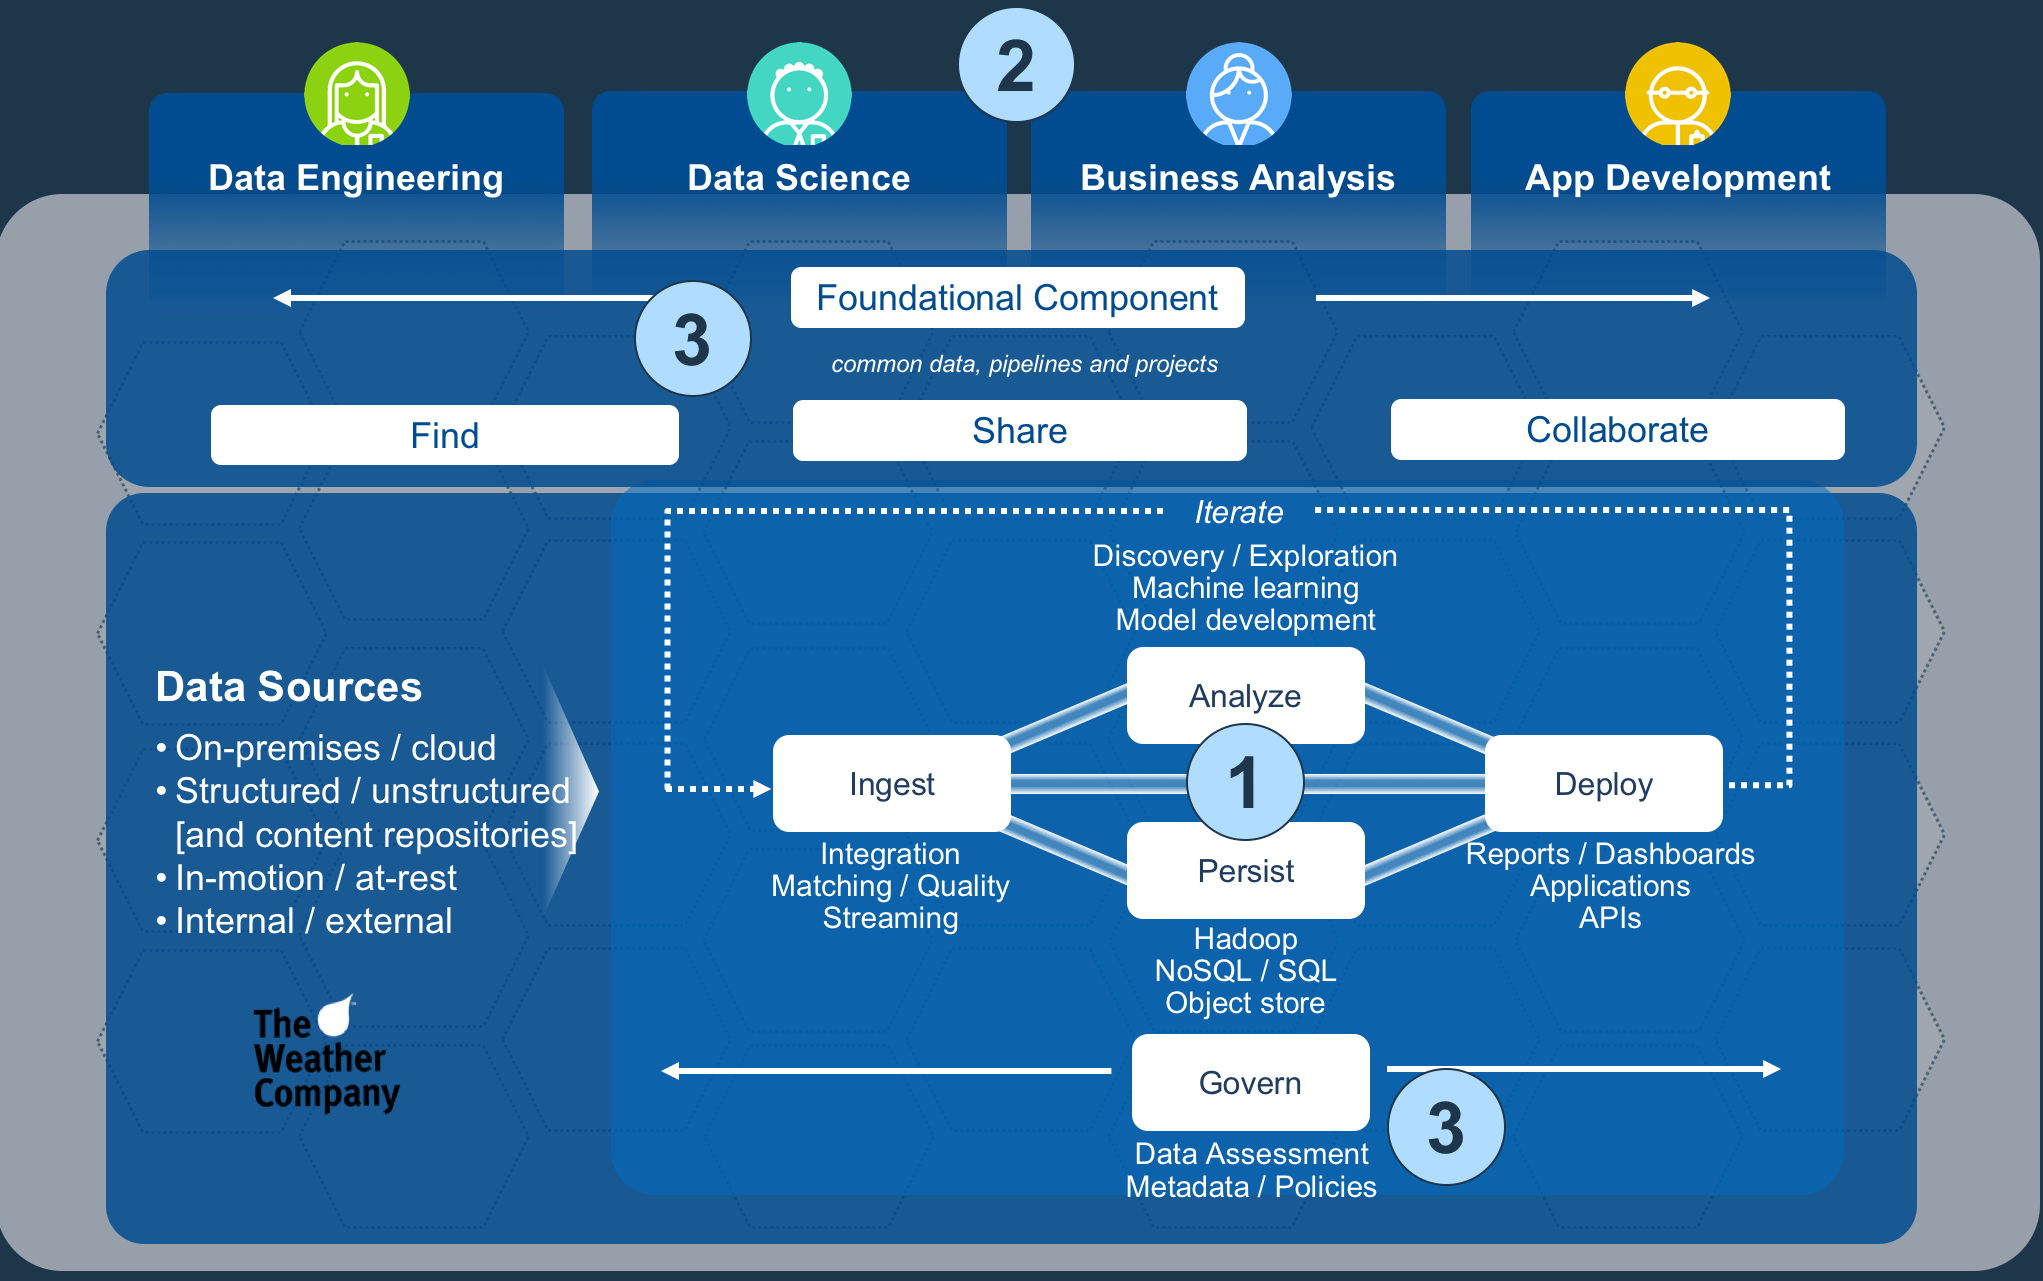 2
Data Engineering
Data Science
Business Analysis
App Development
Foundational Component
3
common data, pipelines and projects
Find
Share
Collaborate
Iterate
Discovery / Exploration
Machine learning
Model development
Data Sources
• On-premises / cloud
• Structured / unstructured
[and content repositories]
• In-motion / at-rest
• Internal / external
The
Weather
Company
Analyze
Ingest
1
Deploy
Integration
Matching / Quality
Streaming
Persist
Hadoop
NoSQL / SQL
Object store
Reports / Dashboards
Applications
APIs
Govern
3
Data Assessment
Metadata / Policies